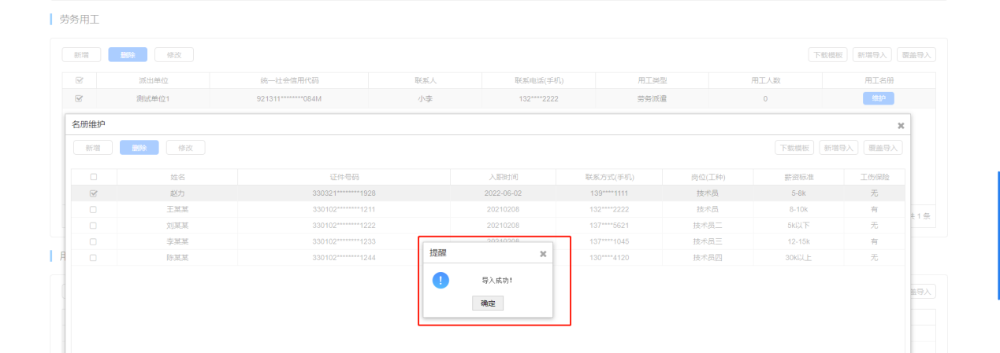 劳务用工
新增 删除 修改 下载模板 新增导入 覆盖导入
派出单位 统一社会信用代码 联系人 联系电话(手机) 用工类型 用工人数 用工名册
测试单位1 921311********084M 小李 132****2222 劳务派遣 0 维护
名册维护
新增 删除 修改 下载模板 新增导入 覆盖导入
姓名 证件号码 入职时间 联系方式(手机) 岗位(工种) 薪资标准 工伤保险
赵力 330321********1928 2022-06-02 139****1111 技术员 5-8k 无
王某某 330102********1211 20210208 132****2222 技术员 8-10k 有
共 1 条
刘某某 330102********1222 20210208 137****5621 技术员二 5k以下 无
李某某 330102********1233 20210208 137****1045 技术员三 12-15k 有
用
陈某某 330102********1244 130****4120 技术员四 30k以上 无
提醒
导入成功!
确定
盖导入